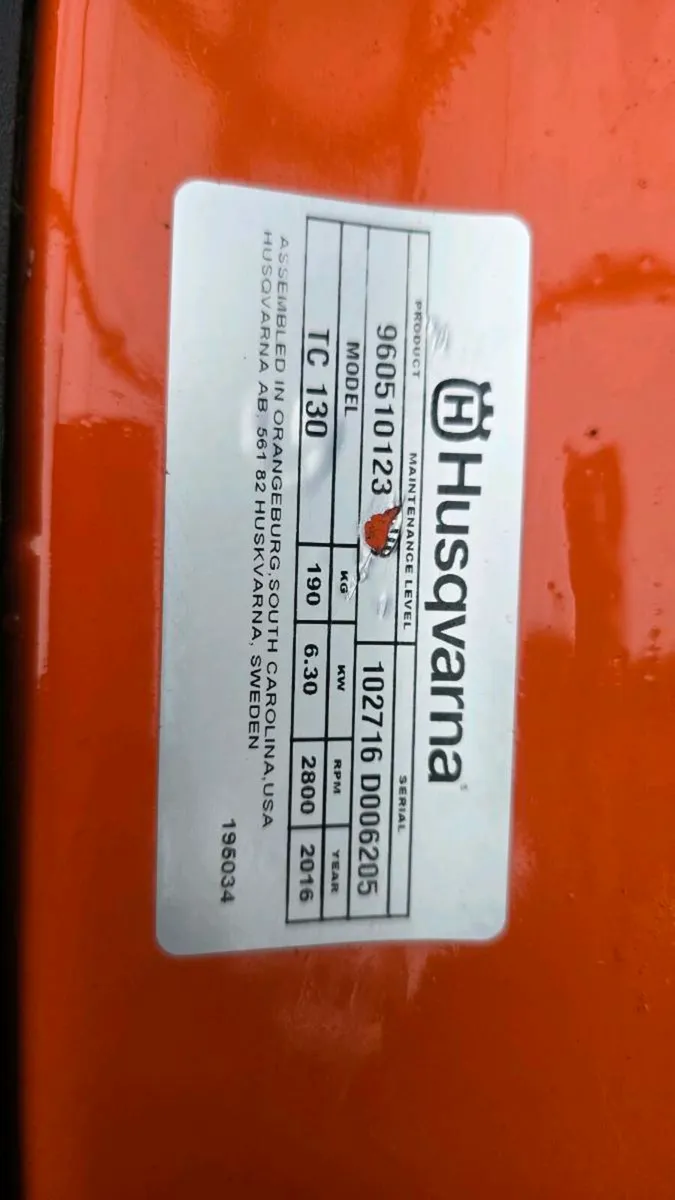 Husqvarna
PRODUCT MAINTENANCE LEVEL SERIAL
960510123 102716 D006205
MODEL KG KW RPM YEAR
TC 130 190 6.30 2800 2016
ASSEMBLED IN ORANGEBURG,SOUTH CAROLINA,USA
HUSQVARNA AB, 561 82 HUSKVARNA, SWEDEN
195034